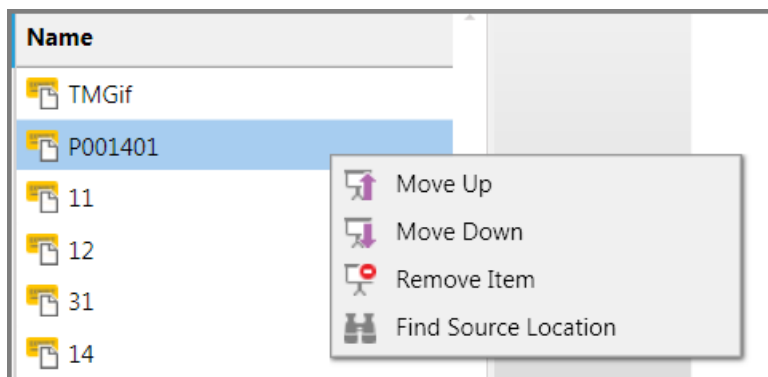 Name
TMGif
P001401
11
12
31
14
Move Up
Move Down
Remove Item
Find Source Location